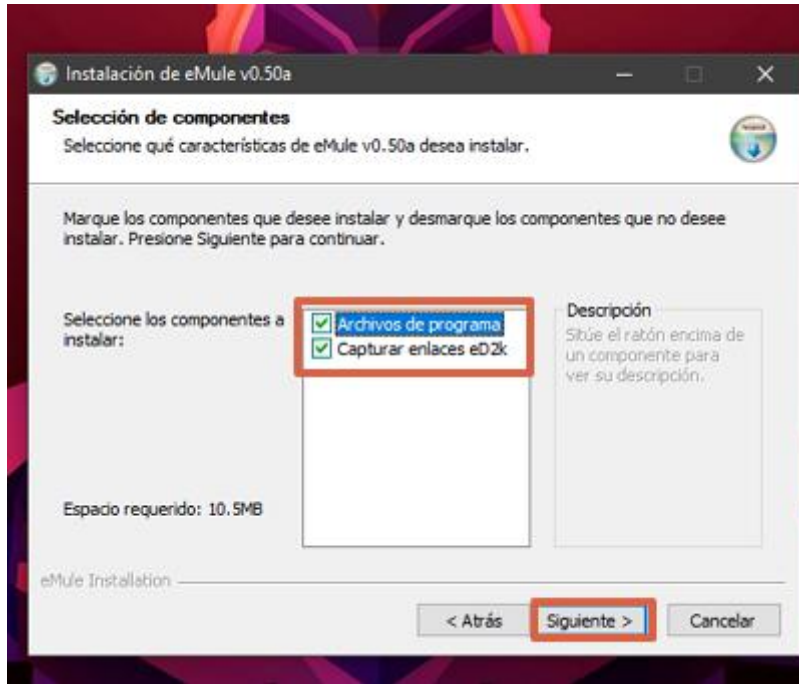 Instalación de eMule v0.50a
Selección de componentes
Seleccione qué características de eMule v0.50a desea instalar.
Marque los componentes que desee instalar y desmarque los componentes que no desee
instalar. Presione Siguiente para continuar.
Seleccione los componentes a
instalar:
Archivos de programa
Capturar enlaces eD2k
Descripción
Sitúe el ratón encima de
un componente para
ver su descripción.
Espacio requerido: 10.5MB
eMule Installation
< Atrás
Siguiente >
Cancelar